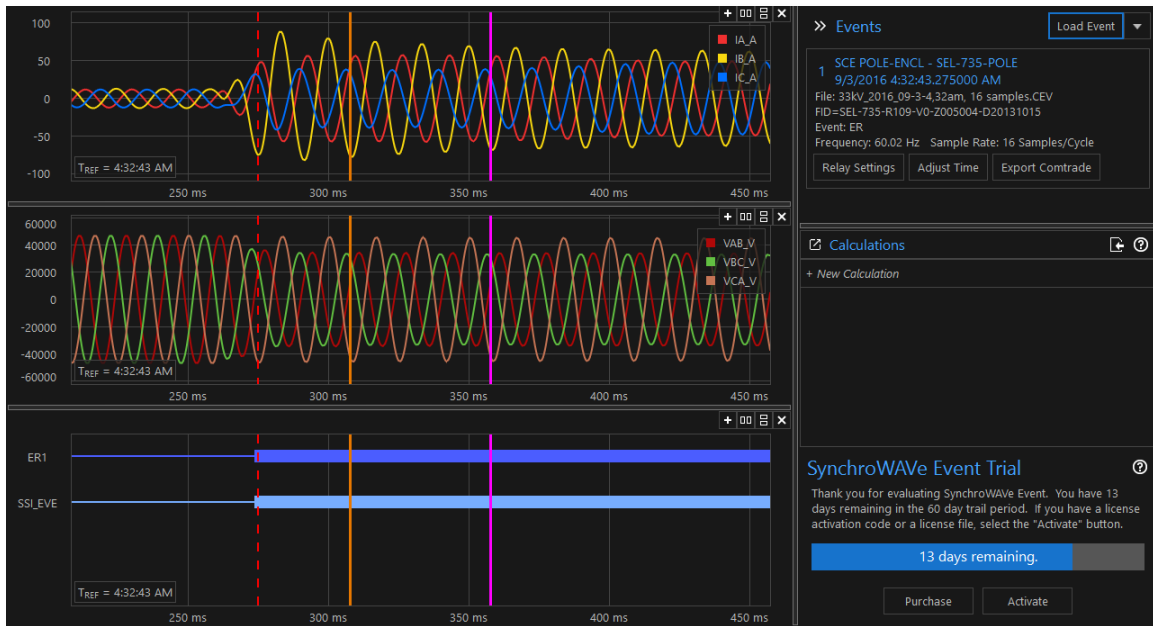 100
50
0
-50
-100
IA_A
IB_A
IC_A
TREF = 4:32:43 AM
250 ms
300 ms
350 ms
400 ms
450 ms
60000
40000
20000
0
-20000
-40000
-60000
VAB_V
VBC_V
VCA_V
TREF = 4:32:43 AM
250 ms
300 ms
350 ms
400 ms
450 ms
ER1
SSI_EVE
TREF = 4:32:43 AM
250 ms
300 ms
350 ms
400 ms
450 ms
Events
Load Event
1
SCE POLE-ENCL - SEL-735-POLE
9/3/2016 4:32:43.275000 AM
File: 33kV_2016_09-3-4,32am, 16 samples.CEV
FID=SEL-735-R109-V0-Z005004-D20131015
Event: ER
Frequency: 60.02 Hz Sample Rate: 16 Samples/Cycle
Relay Settings
Adjust Time
Export Comtrade
Calculations
+ New Calculation
SynchroWAVe Event Trial
Thank you for evaluating SynchroWAVe Event. You have 13
days remaining in the 60 day trail period. If you have a license
activation code or a license file, select the "Activate" button.
13 days remaining.
Purchase
Activate